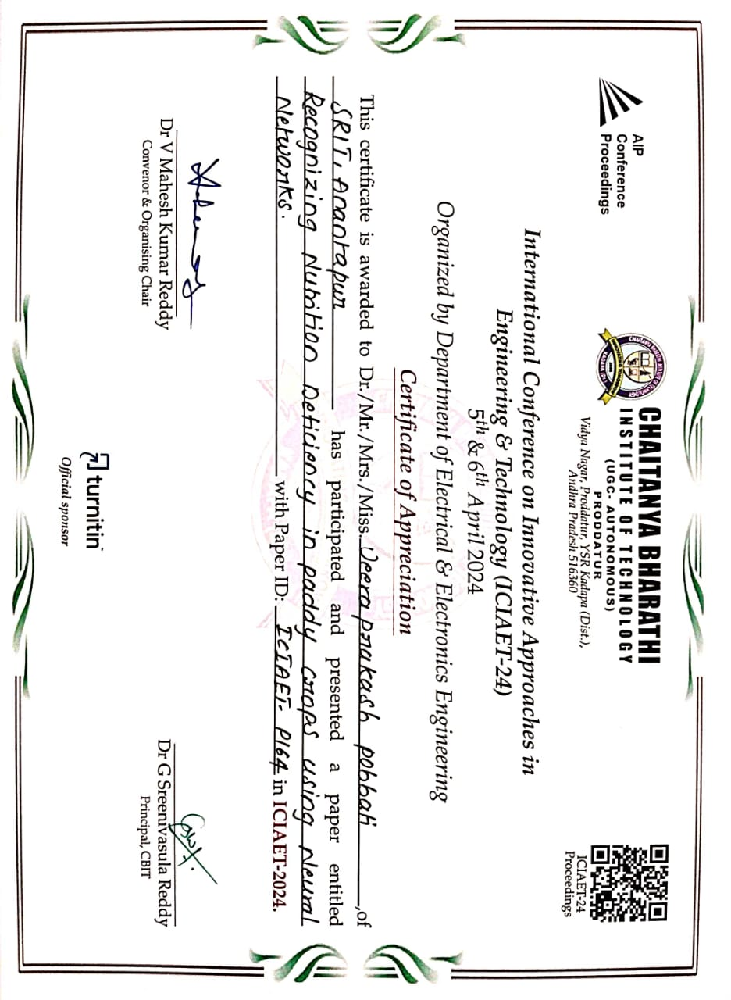 AIP
Conference
Proceedings
CHAITANYA BHARATHI
INSTITUTE OF TECHNOLOGY
(UGC- AUTONOMOUS)
PRODDATUR
Vidya Nagar, Proddatur, YSR Kadapa (Dist.),
Andhra Pradesh 516360
ICIAET-24
Proceedings
International Conference on Innovative Approaches in
Engineering & Technology (ICIAET-24)
5th & 6th April 2024
Organized by Department of Electrical & Electronics Engineering
Certificate of Appreciation
This certificate is awarded to Dr./Mr./Mrs./Miss. Veera prakash pobbati ,of
SRIT, Anantapur has participated and presented a paper entitled
Recognizing Nutrition Deficiency in paddy crops using Neural
Networks. with Paper ID: ICIAET- P164 in ICIAET-2024.
Dr V Mahesh Kumar Reddy
Convenor & Organising Chair
Dr G Sreenivasula Reddy
Principal, CBIT
turnitin
Official sponsor